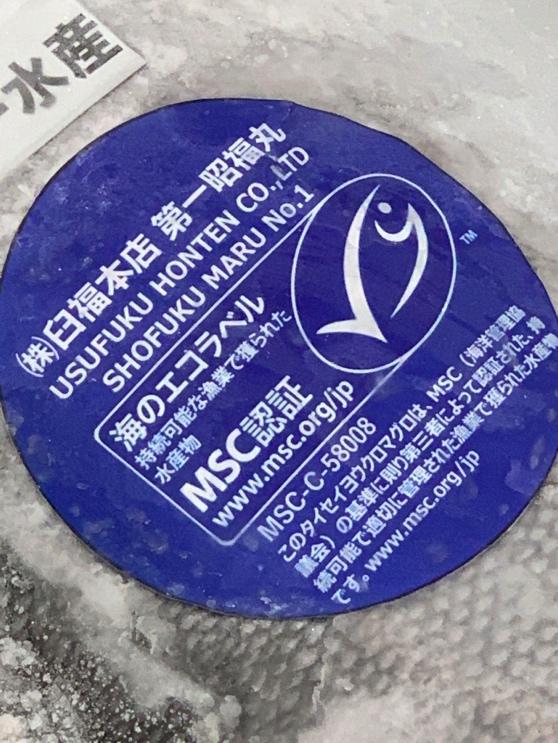 水産
(株)臼福本店 第一昭福丸
USUFUKU HONTEN CO.,LTD
SHOFUKU MARU No.1
海のエコラベル
持続可能な漁業で獲られた
水産物
MSC認証
www.msc.org/jp
TM
MSC-C-58008
このタイセイヨウクロマグロは、MSC(海洋管理協
議会)の基準に則り第三者によって認証された、持
続可能で適切に管理された漁業で獲られた水産物
です。www.msc.org/jp